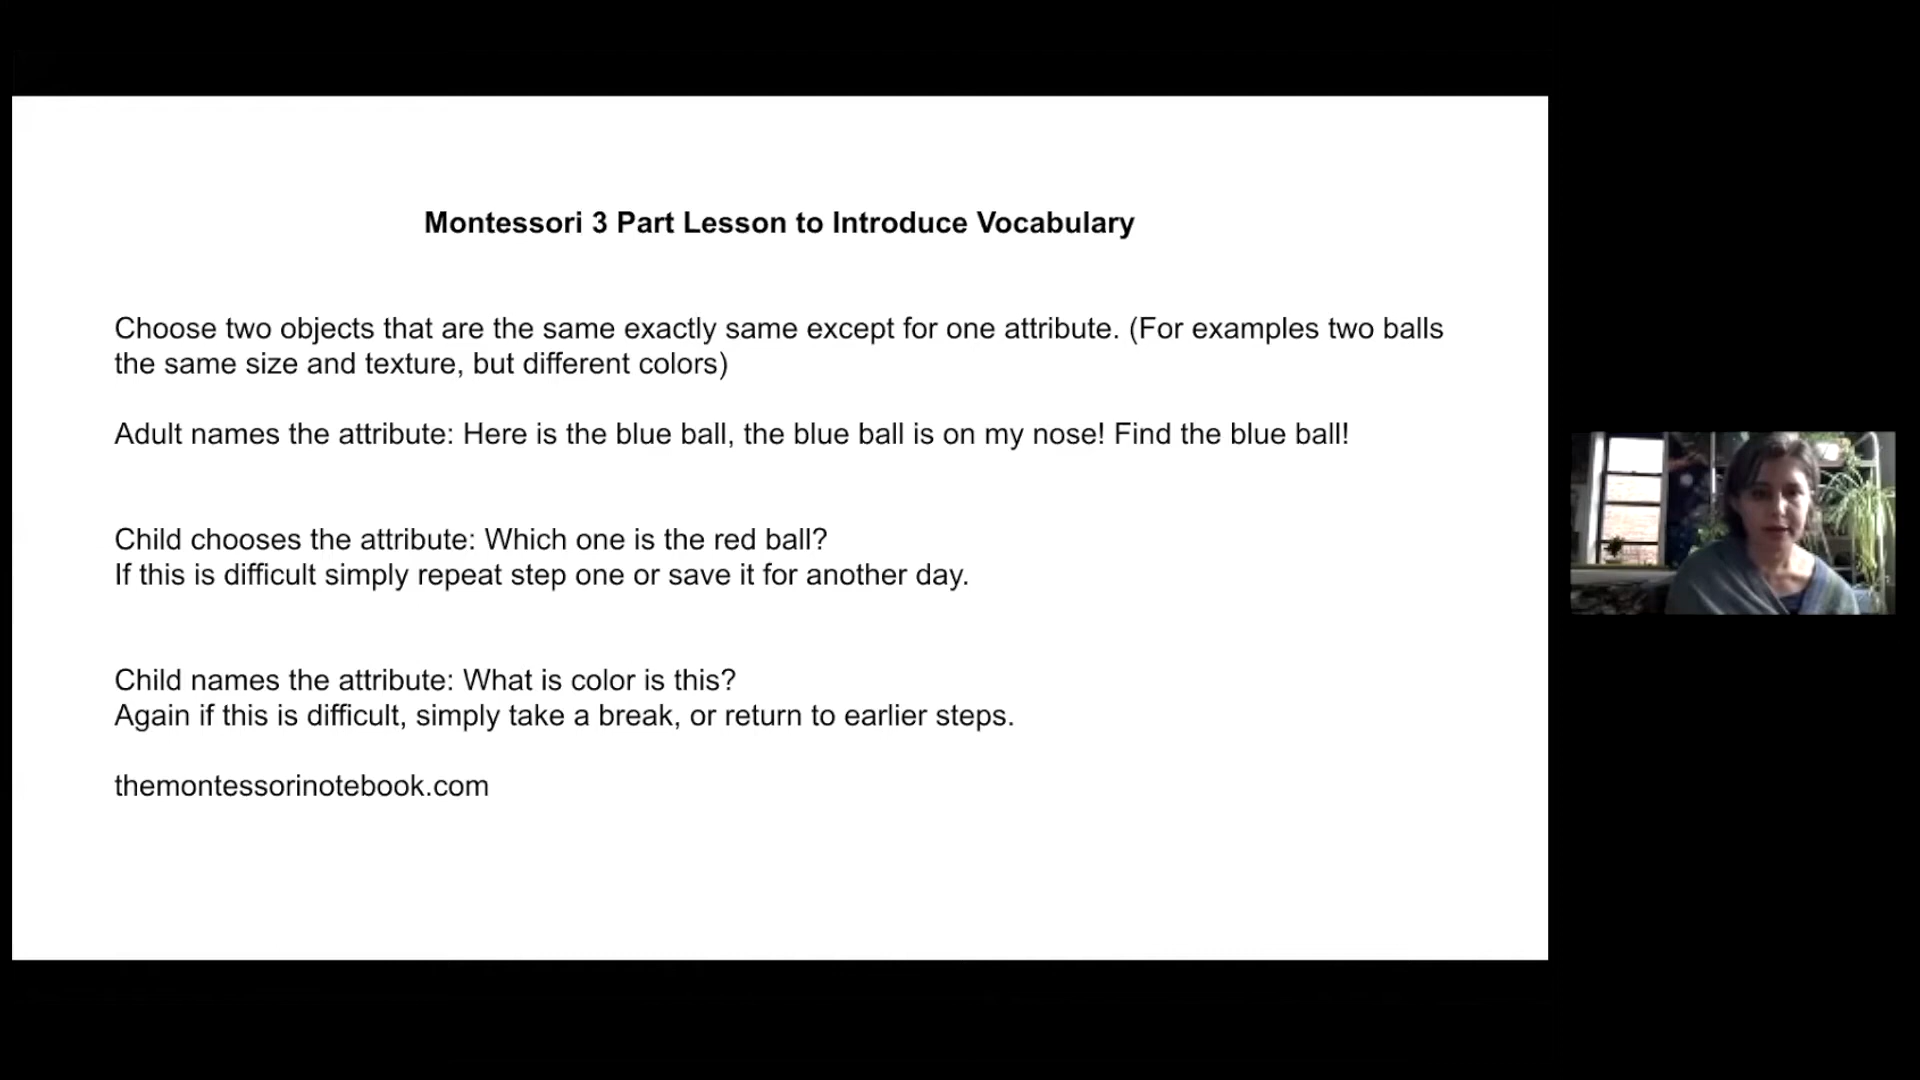 Montessori 3 Part Lesson to Introduce Vocabulary
Choose two objects that are the same exactly same except for one attribute. (For examples two balls
the same size and texture, but different colors)
Adult names the attribute: Here is the blue ball, the blue ball is on my nose! Find the blue ball!
Child chooses the attribute: Which one is the red ball?
If this is difficult simply repeat step one or save it for another day.
Child names the attribute: What is color is this?
Again if this is difficult, simply take a break, or return to earlier steps.
themontessorinotebook.com